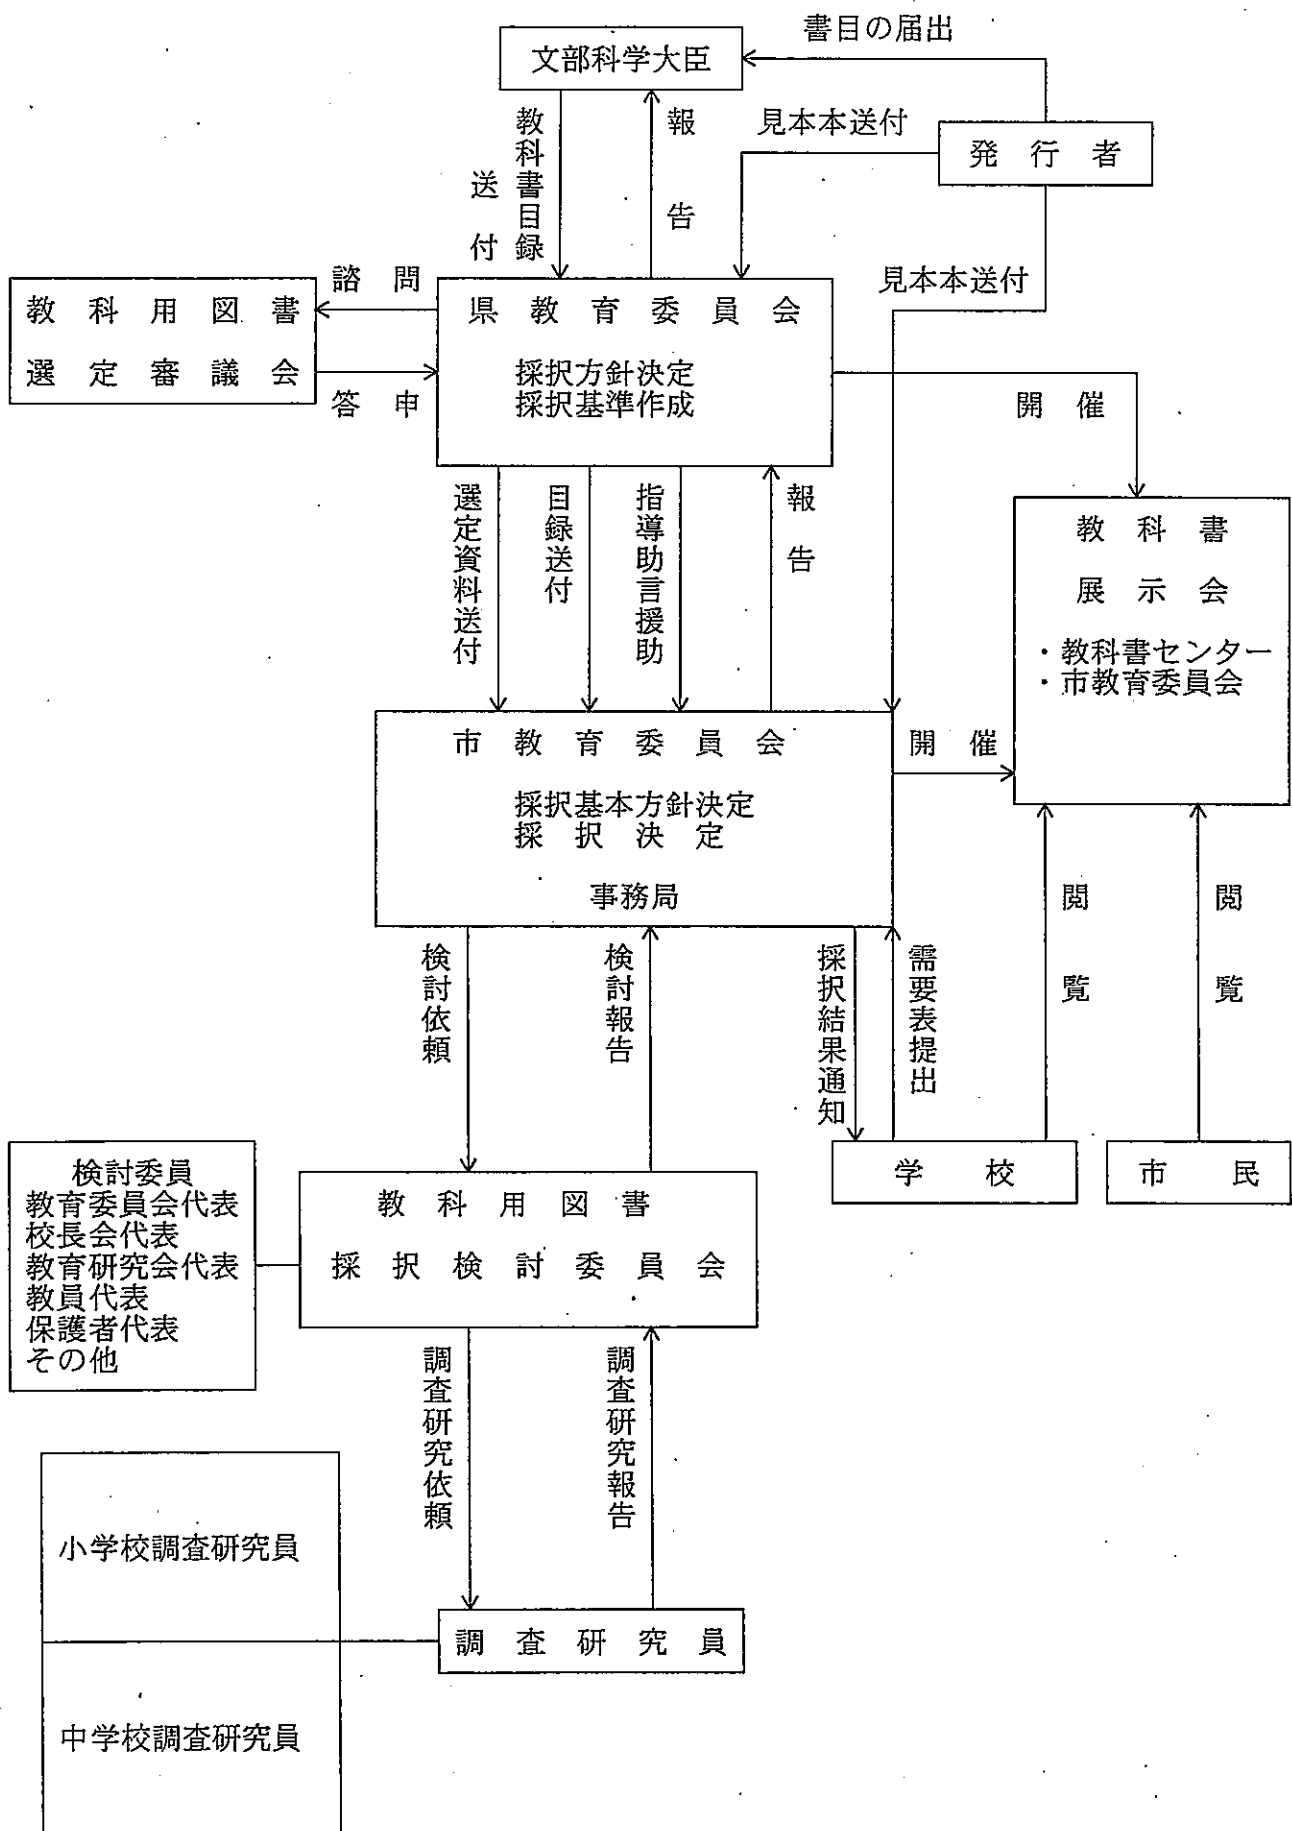 書目の届出
文部科学大臣
教科書目録
送付
報告
見本本送付
発行者
見本本送付
諮問
教科用図書
選定審議会
答申
県教育委員会
採択方針決定
採択基準作成
開催
選定資料送付
目録送付
指導助言援助
報告
教科書
展示会
・教科書センター
・市教育委員会
市教育委員会
採択基本方針決定
採択決定
事務局
開催
閲覧
閲覧
検討依頼
検討報告
採択結果通知
需要表提出
学校
市民
検討委員
教育委員会代表
校長会代表
教育研究会代表
教員代表
保護者代表
その他
教科用図書
採択検討委員会
調査研究依頼
調査研究報告
小学校調査研究員
調査研究員
中学校調査研究員